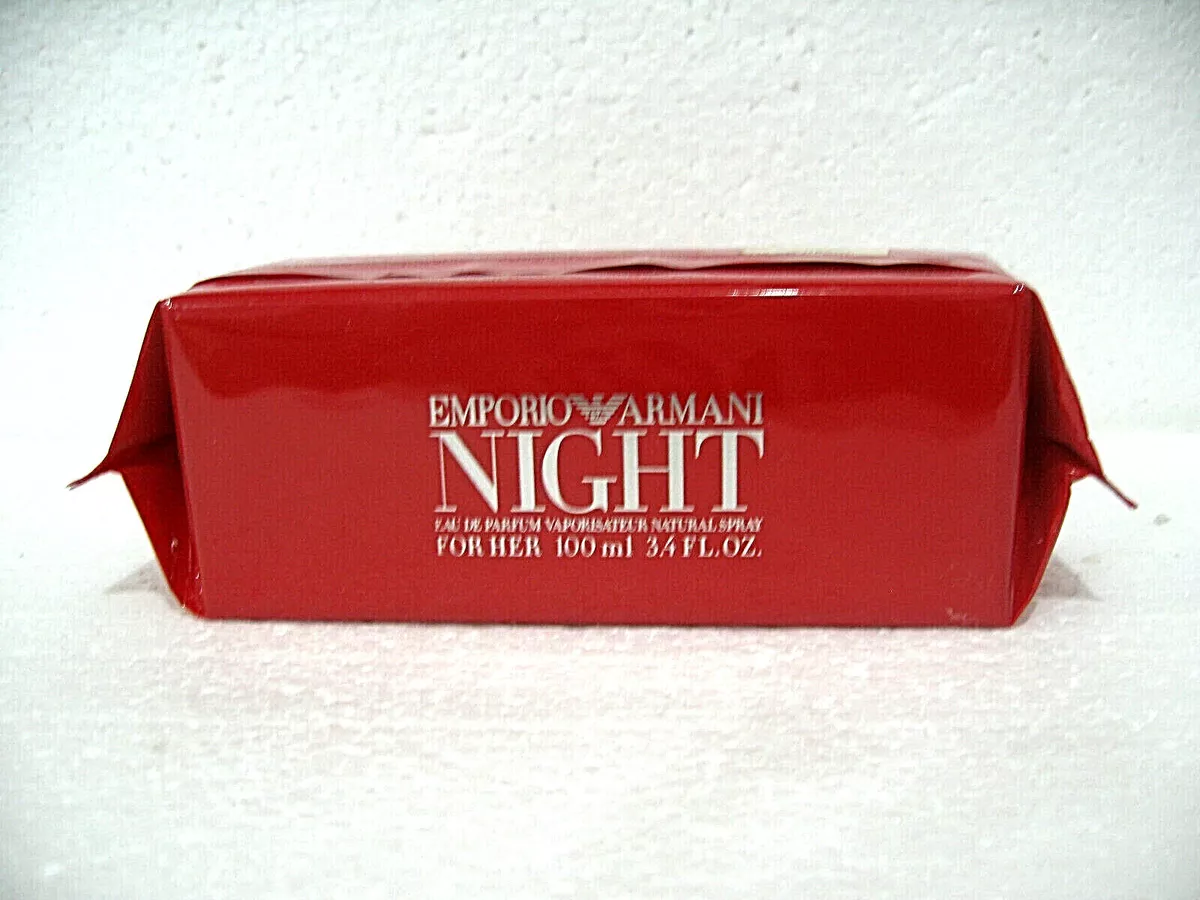 EMPORIO ARMANI
NIGHT
EAU DE PARFUM VAPORISATEUR NATURAL SPRAY
FOR HER 100 ml 3.4 FL. OZ.